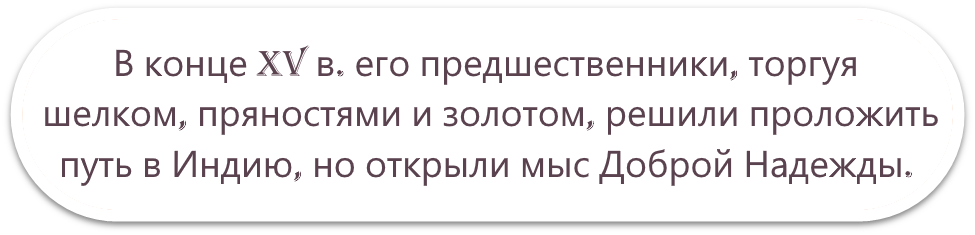 В конце XV в. его предшественники, торгуя
шелком, пряностями и золотом, решили проложить
путь в Индию, но открыли мыс Доброй Надежды.